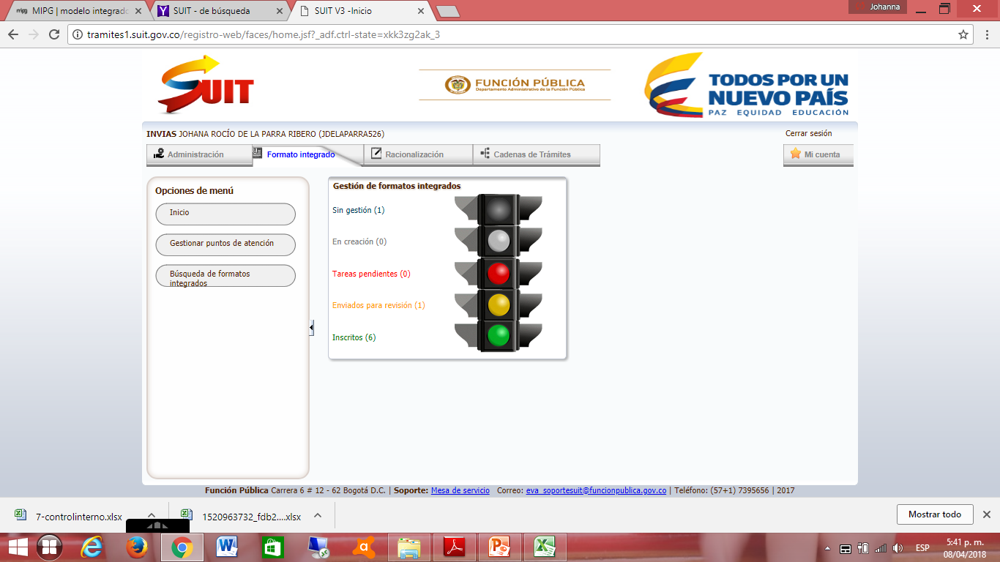 mipg MIPG | modelo integrado
SUIT - de búsqueda
SUIT V3 -Inicio
Johanna
tramites1.suit.gov.co/registro-web/faces/home.jsf?_adf.ctrl-state=xkk3zg2ak_3
SUIT
FUNCIÓN PÚBLICA
Departamento Administrativo de la Función Pública
TODOS POR UN
NUEVO PAÍS
PAZ EQUIDAD EDUCACIÓN
INVIAS JOHANA ROCÍO DE LA PARRA RIBERO (JDELAPARRA526)
Cerrar sesión
Administración
Formato integrado
Racionalización
Cadenas de Trámites
Mi cuenta
Opciones de menú
Inicio
Gestionar puntos de atención
Búsqueda de formatos
integrados
Gestión de formatos integrados
Sin gestión (1)
En creación (0)
Tareas pendientes (0)
Enviados para revisión (1)
Inscritos (6)
Función Pública Carrera 6 # 12 - 62 Bogotá D.C. | Soporte: Mesa de servicio Correo: eva_soportesuit@funcionpublica.gov.co | Teléfono: (57+1) 7395656 | 2017
7-controlinterno.xlsx
1520963732_fdb2....xlsx
Mostrar todo
ESP
5:41 p. m.
08/04/2018